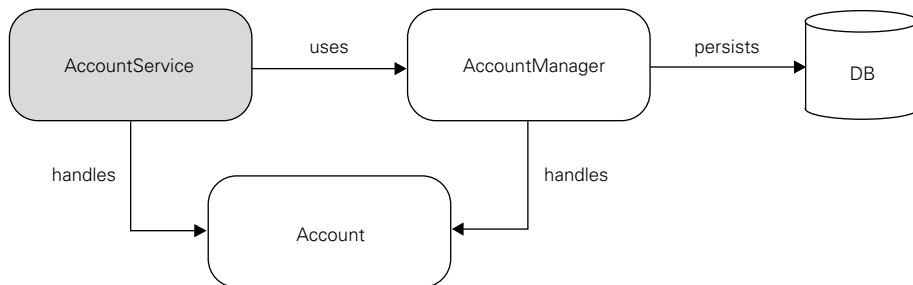 uses
persists
AccountService
AccountManager
DB
handles
handles
Account